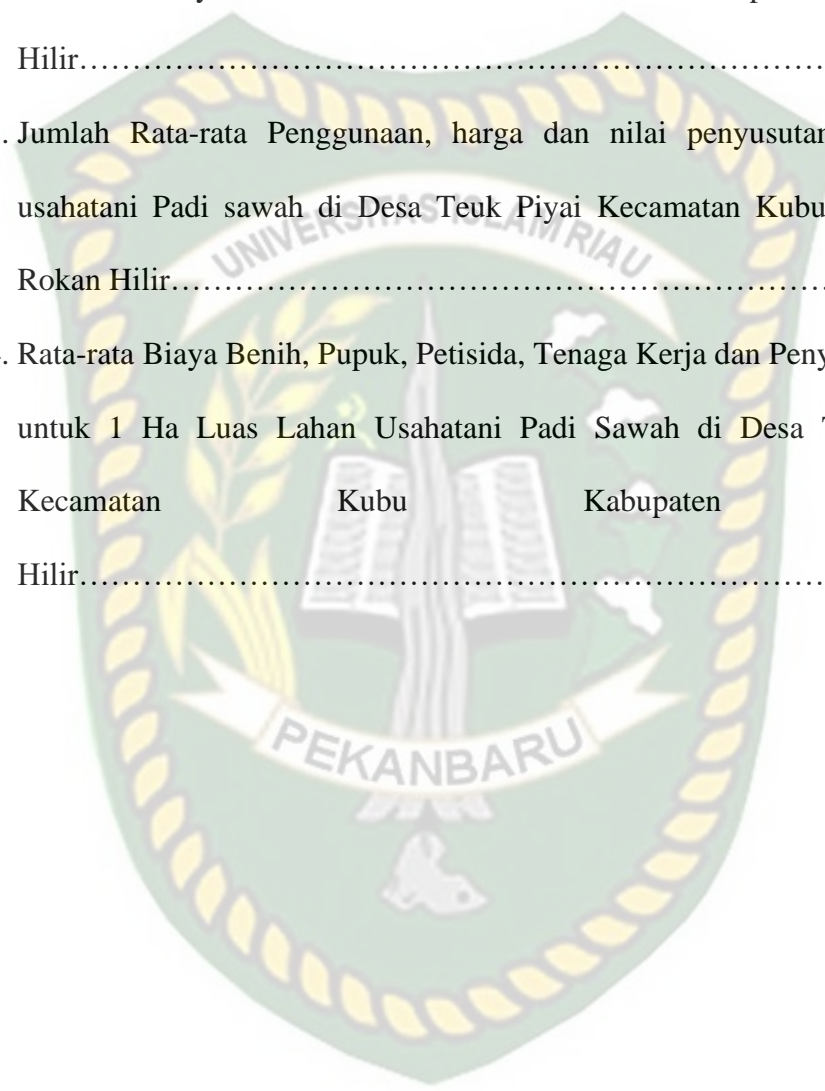 Hilir……………………………………………………………
. Jumlah Rata-rata Penggunaan, harga dan nilai penyusutan
usahatani Padi sawah di Desa Teuk Piyai Kecamatan Kubu
Rokan Hilir……………………………………………………
. Rata-rata Biaya Benih, Pupuk, Petisida, Tenaga Kerja dan Peny
untuk 1 Ha Luas Lahan Usahatani Padi Sawah di Desa T
Kecamatan Kubu Kabupaten
Hilir……………………………………………………………
UNIVERSITAS ISLAM RIAU
PEKANBARU